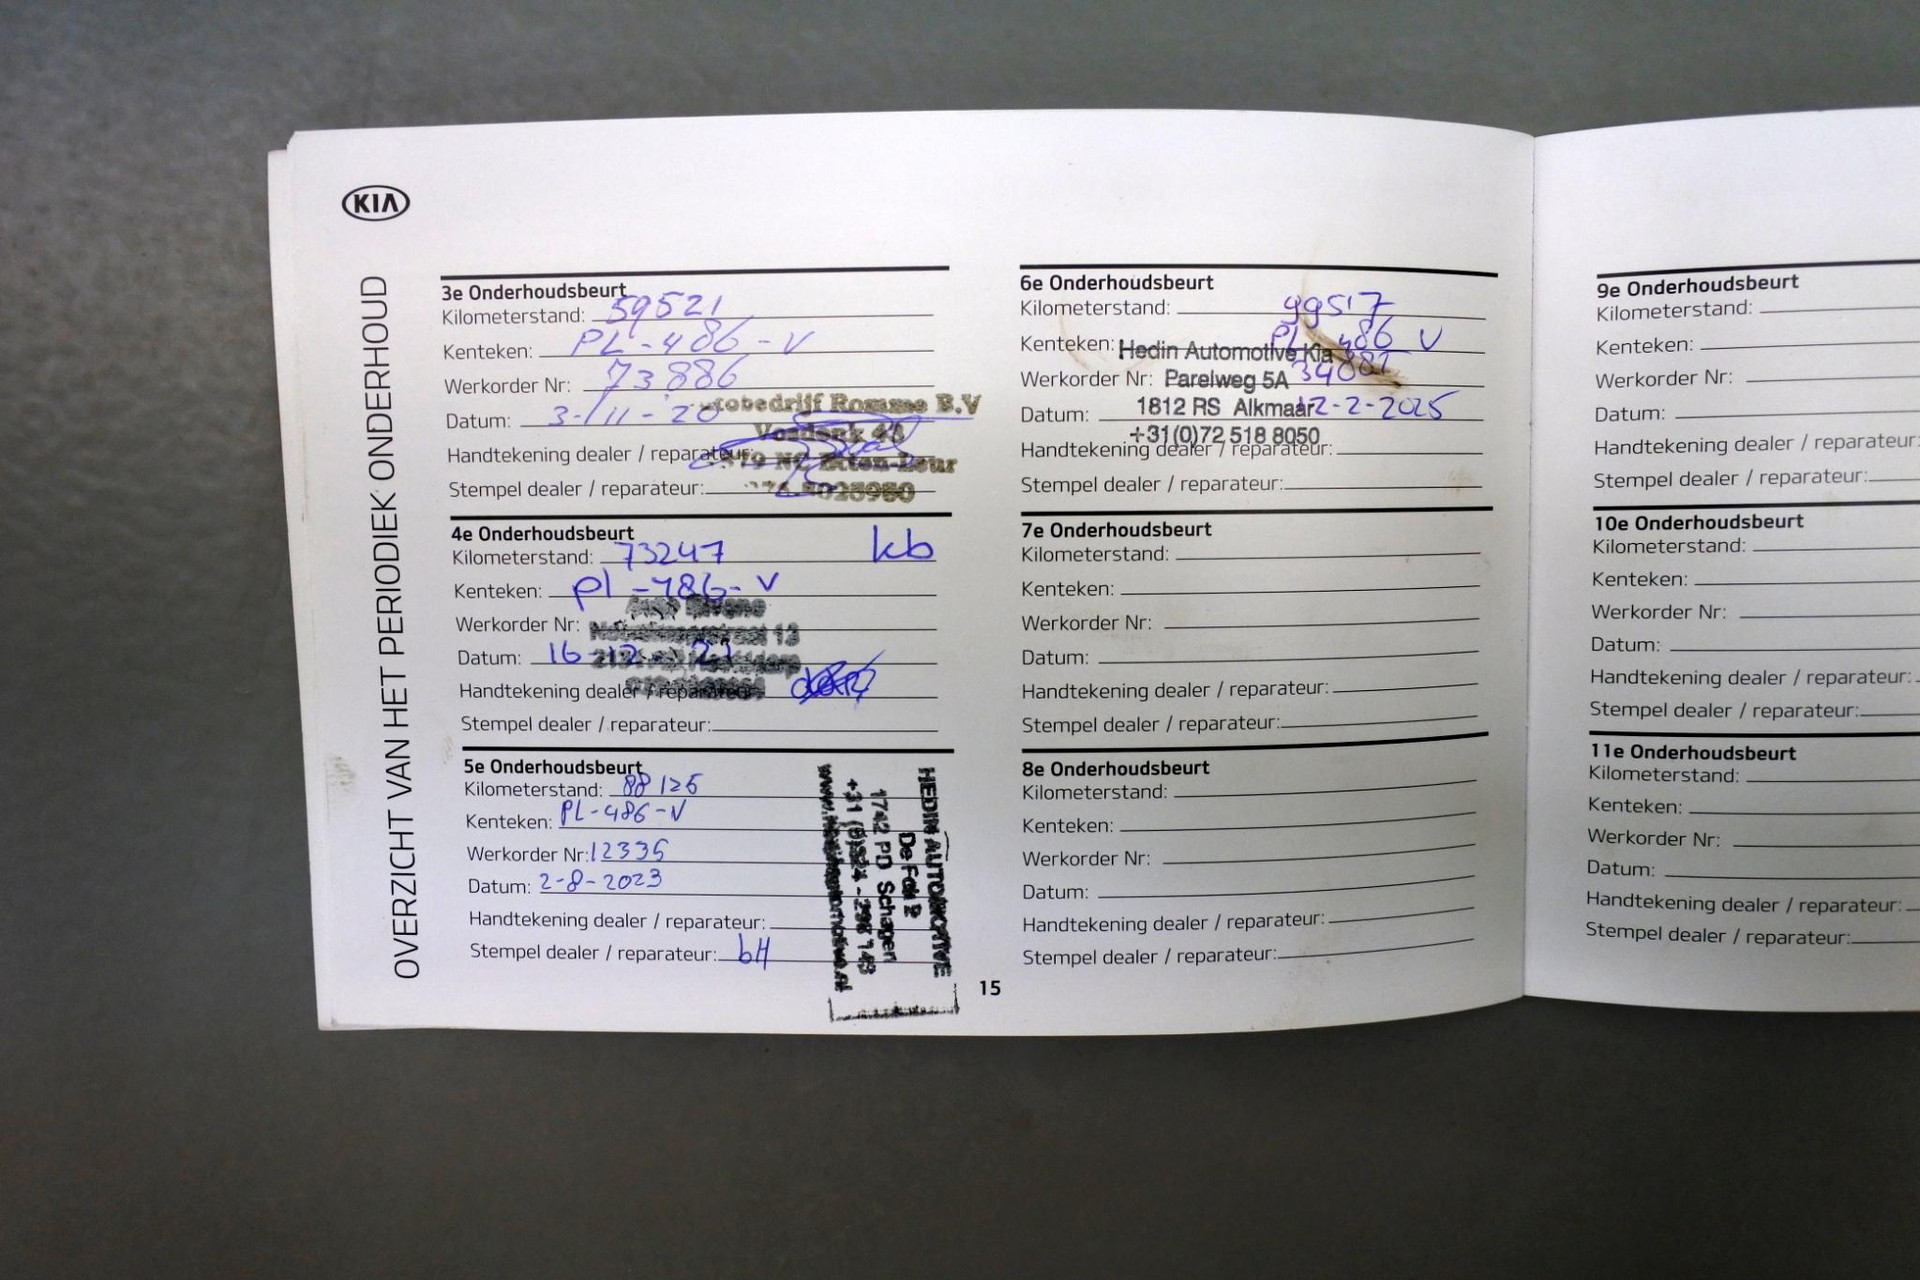 KIA
OVERZICHT VAN HET PERIODIEK ONDERHOUD
3e Onderhoudsbeurt
Kilometerstand: 59521
Kenteken: PL-486-V
Werkorder Nr: 73886
Datum: 3-11-'20
Handtekening dealer / reparateur:
Stempel dealer / reparateur:
Romme B.V
Etten-Leur
4e Onderhoudsbeurt
Kilometerstand: 73247 kb
Kenteken: pl-486-V
Werkorder Nr:
Datum: 16-12-21
Handtekening dealer / reparateur:
Stempel dealer / reparateur:
5e Onderhoudsbeurt
Kilometerstand: 88126
Kenteken: PL-486-V
Werkorder Nr: 12335
Datum: 2-8-2023
Handtekening dealer / reparateur:
Stempel dealer / reparateur: bH
HEDIN AUTOMOTIVE
1742 PD Schagen
15
6e Onderhoudsbeurt
Kilometerstand: 99517
Kenteken: PL 486 V
Werkorder Nr:
Datum: 12-2-2025
Handtekening dealer / reparateur:
Stempel dealer / reparateur:
Hedin Automotive Kia
Parelweg 5A
1812 RS Alkmaar
+31(0)72 518 8050
7e Onderhoudsbeurt
Kilometerstand:
Kenteken:
Werkorder Nr:
Datum:
Handtekening dealer / reparateur:
Stempel dealer / reparateur:
8e Onderhoudsbeurt
Kilometerstand:
Kenteken:
Werkorder Nr:
Datum:
Handtekening dealer / reparateur:
Stempel dealer / reparateur:
9e Onderhoudsbeurt
Kilometerstand:
Kenteken:
Werkorder Nr:
Datum:
Handtekening dealer / reparateur:
Stempel dealer / reparateur:
10e Onderhoudsbeurt
Kilometerstand:
Kenteken:
Werkorder Nr:
Datum:
Handtekening dealer / reparateur:
Stempel dealer / reparateur:
11e Onderhoudsbeurt
Kilometerstand:
Kenteken:
Werkorder Nr:
Datum:
Handtekening dealer / reparateur:
Stempel dealer / reparateur: